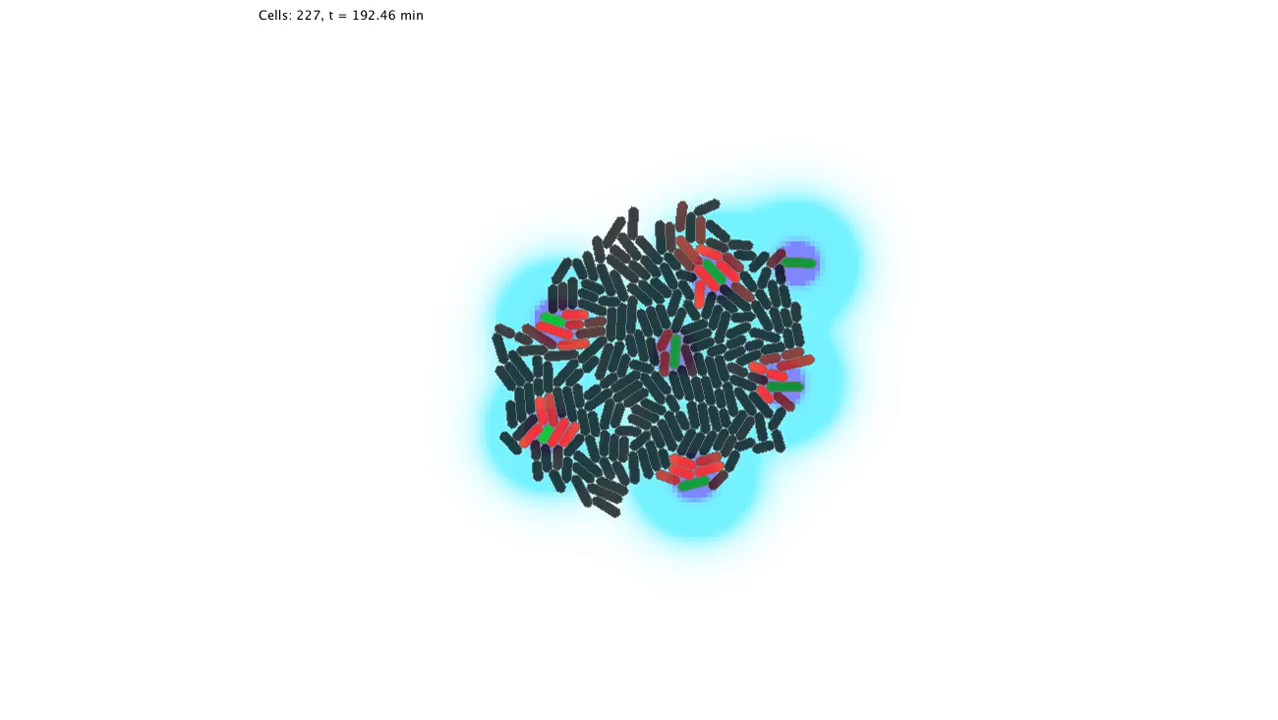 Cells: 227, t = 192.46 min